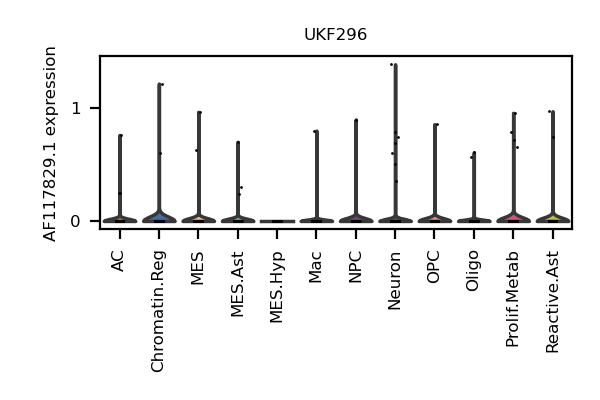 UKF296
AF117829.1 expression
1
0
AC
Chromatin.Reg
MES
MES.Ast
MES.Hyp
Mac
NPC
Neuron
OPC
Oligo
Prolif.Metab
Reactive.Ast